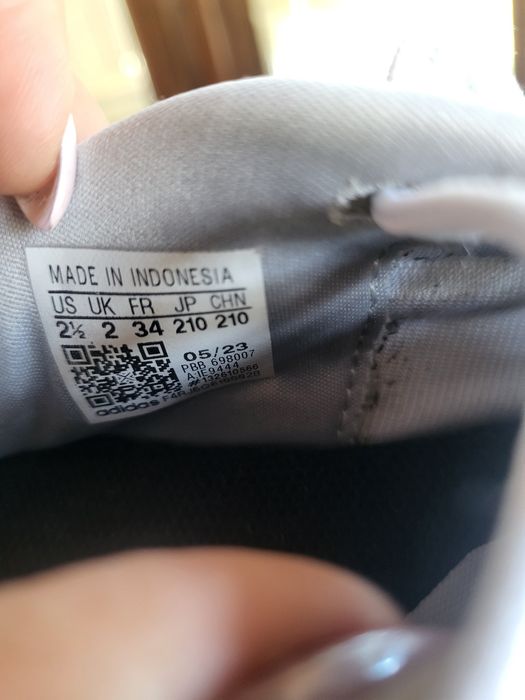 MADE IN INDONESIA
US UK FR JP CHN
2½ 2 34 210 210
05/23
PBB 698007
AJE9444
#132610566
adidas